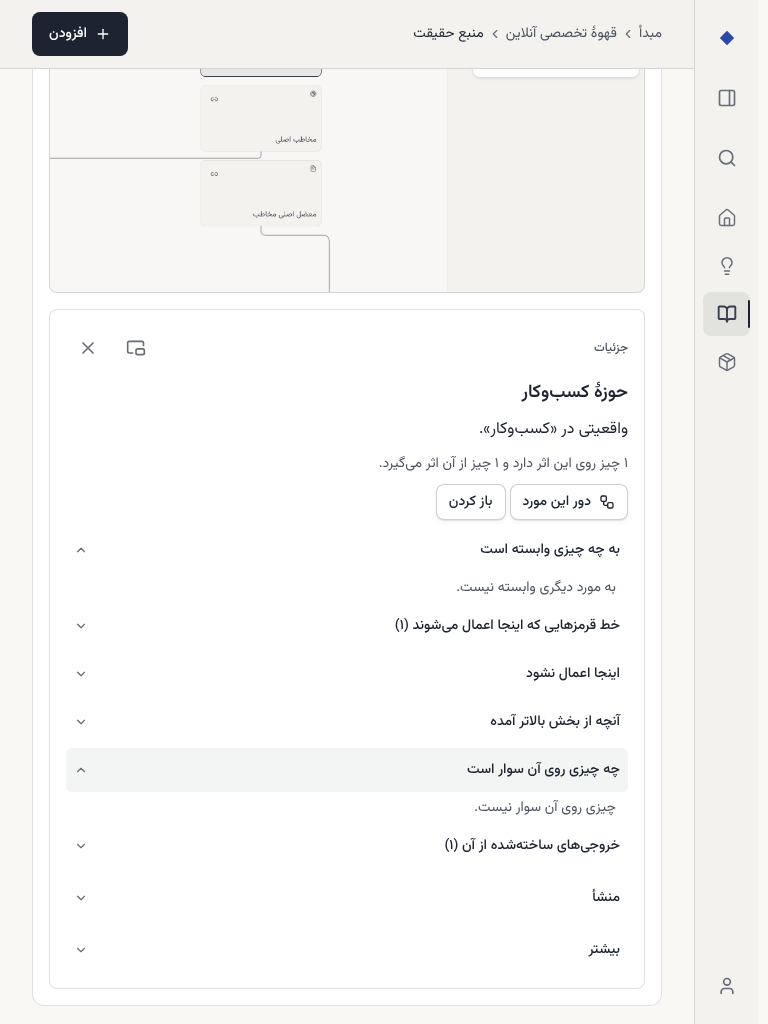 مبدأ › قهوهٔ تخصصی آنلاین › منبع حقیقت
افزودن
مخاطب اصلی
معضل اصلی مخاطب
جزئیات
حوزهٔ کسب‌وکار
واقعیتی در «کسب‌وکار».
۱ چیز روی این اثر دارد و ۱ چیز از آن اثر می‌گیرد.
دور این مورد
باز کردن
به چه چیزی وابسته است
به مورد دیگری وابسته نیست.
خط قرمزهایی که اینجا اعمال می‌شوند (۱)
اینجا اعمال نشود
آنچه از بخش بالاتر آمده
چه چیزی روی آن سوار است
چیزی روی آن سوار نیست.
خروجی‌های ساخته‌شده از آن (۱)
منشأ
بیشتر